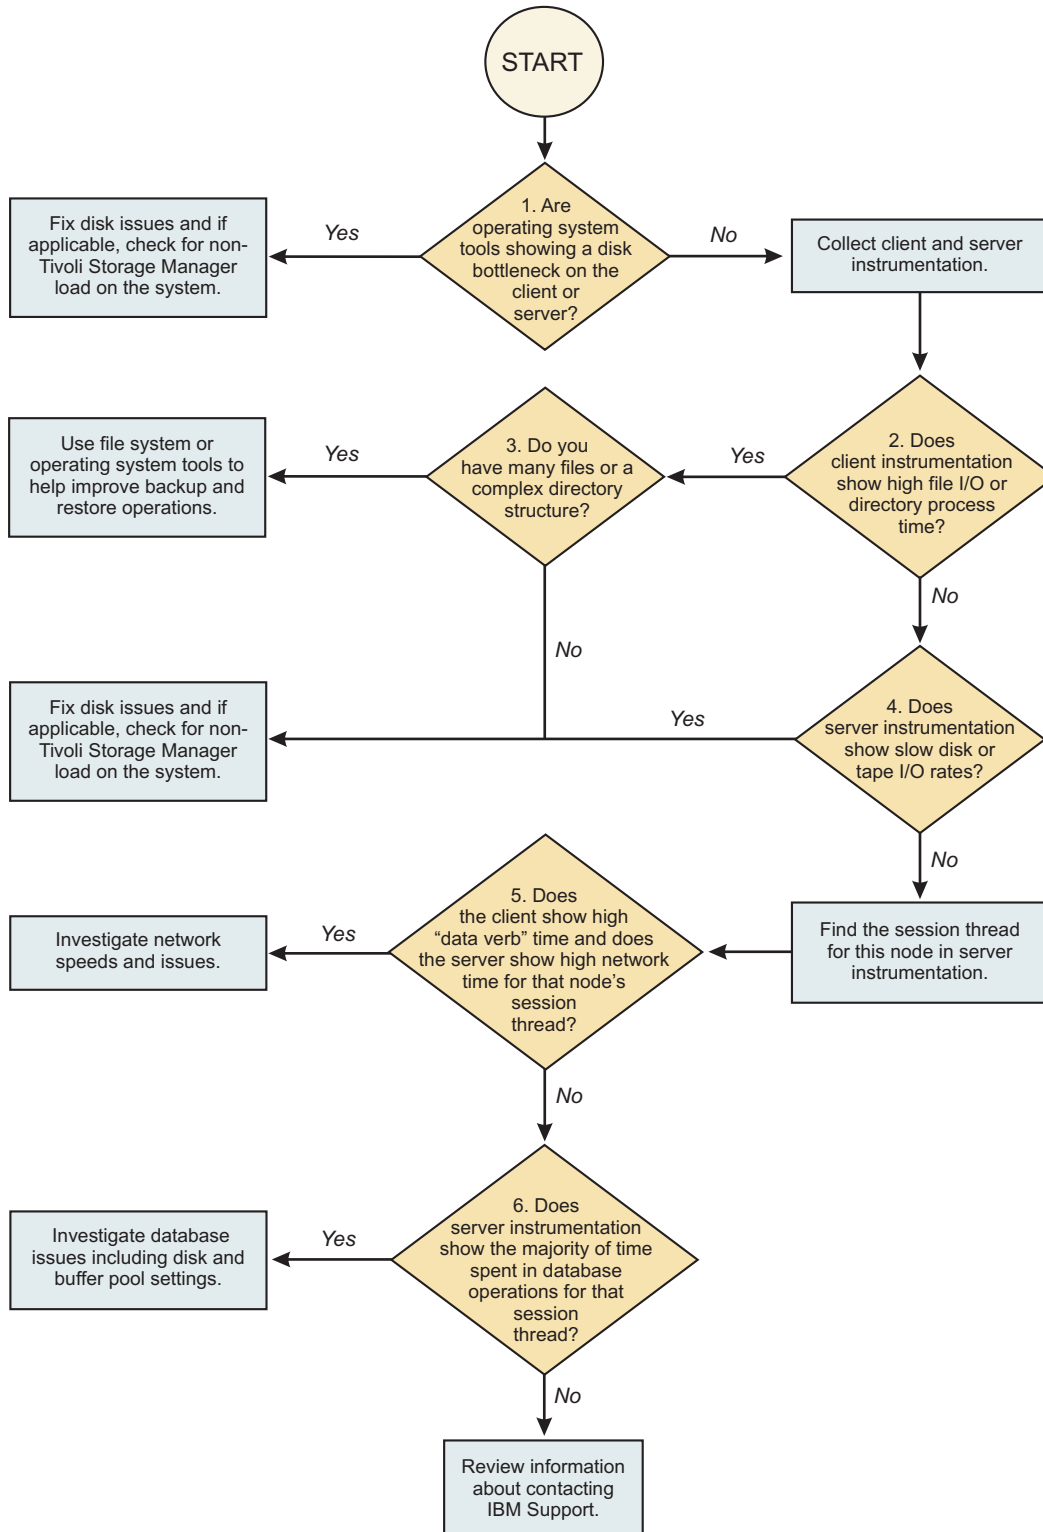 START
1. Are
operating system
tools showing a disk
bottleneck on the
client or
server?
Yes
Fix disk issues and if
applicable, check for non-
Tivoli Storage Manager
load on the system.
No
Collect client and server
instrumentation.
2. Does
client instrumentation
show high file I/O or
directory process
time?
Yes
3. Do you
have many files or a
complex directory
structure?
Yes
Use file system or
operating system tools to
help improve backup and
restore operations.
No
No
4. Does
server instrumentation
show slow disk or
tape I/O rates?
Yes
Fix disk issues and if
applicable, check for non-
Tivoli Storage Manager
load on the system.
No
Find the session thread
for this node in server
instrumentation.
5. Does
the client show high
“data verb” time and does
the server show high network
time for that node’s
session
thread?
Yes
Investigate network
speeds and issues.
No
6. Does
server instrumentation
show the majority of time
spent in database
operations for that
session
thread?
Yes
Investigate database
issues including disk and
buffer pool settings.
No
Review information
about contacting
IBM Support.